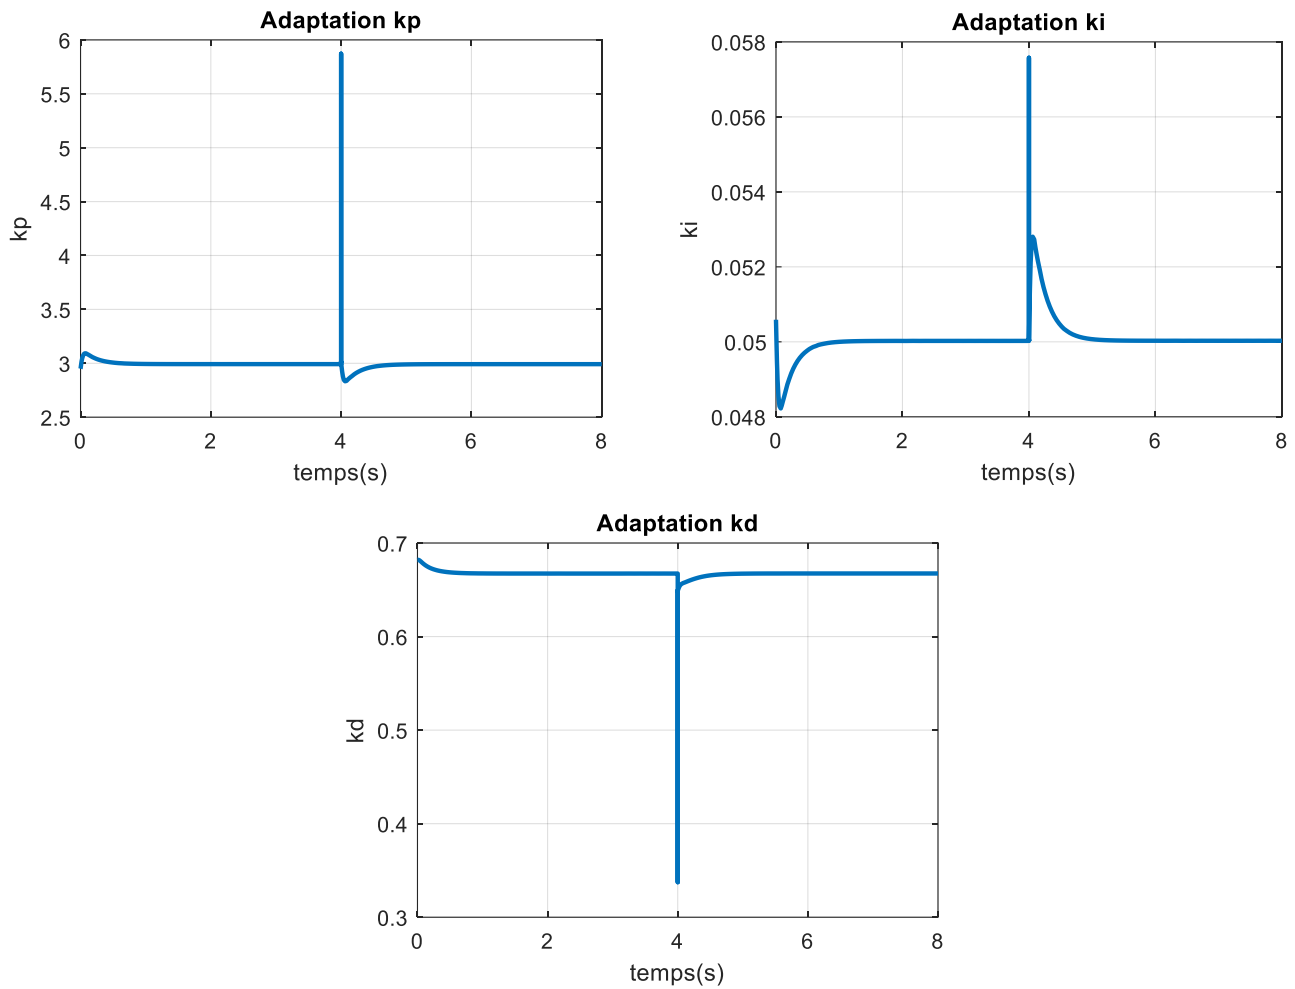 Adaptation kp
6
5.5
5
4.5
4
3.5
3
2.5
kp
0 2 4 6 8
temps(s)
Adaptation ki
0.058
0.056
0.054
0.052
0.05
0.048
ki
0 2 4 6 8
temps(s)
Adaptation kd
0.7
0.6
0.5
0.4
0.3
kd
0 2 4 6 8
temps(s)